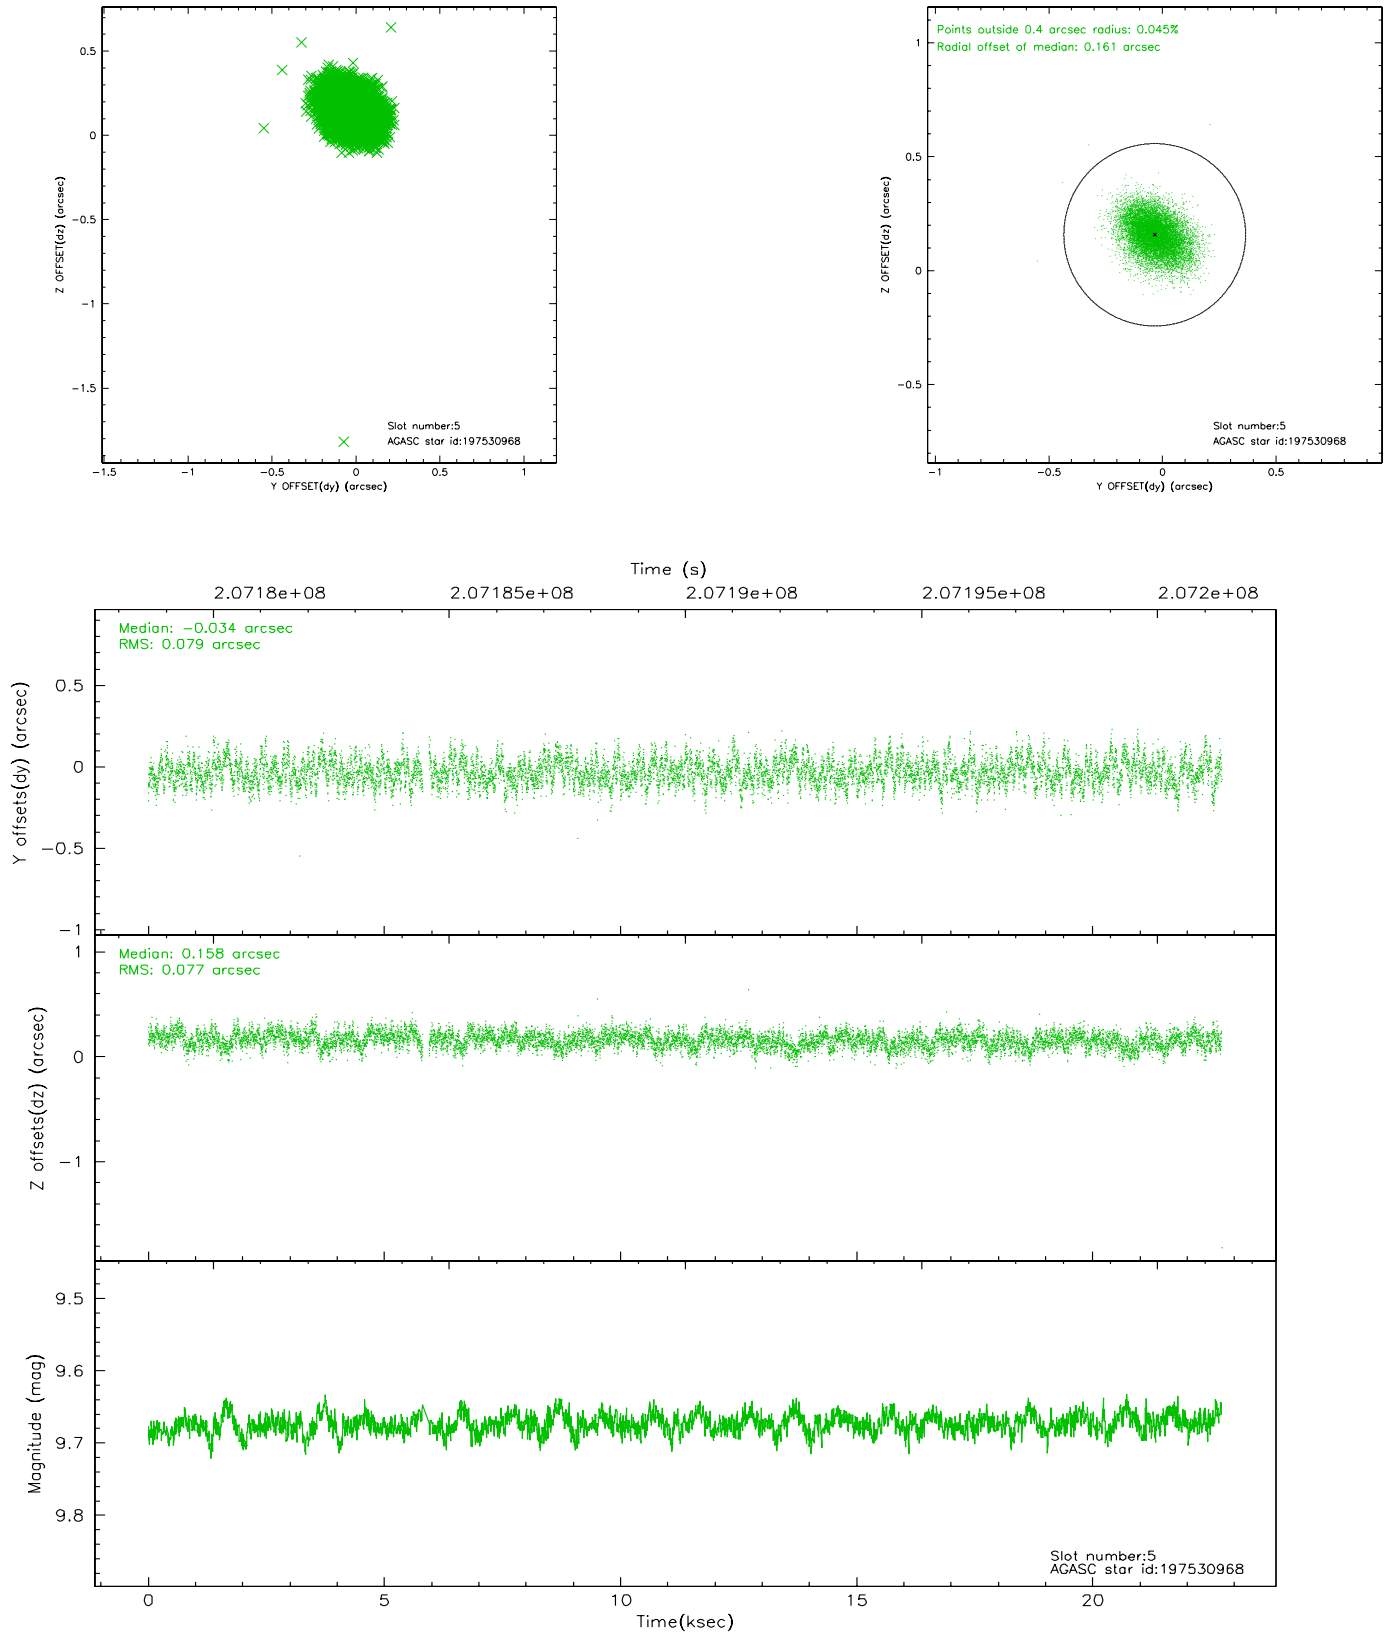 0.5
0
−0.5
−1
−1.5
Z OFFSET(dz) (arcsec)
Slot number:5
AGASC star id:197530968
−1.5 −1 −0.5 0 0.5 1
Y OFFSET(dy) (arcsec)
Points outside 0.4 arcsec radius: 0.045%
Radial offset of median: 0.161 arcsec
1
0.5
0
−0.5
Z OFFSET(dz) (arcsec)
Slot number:5
AGASC star id:197530968
−1 −0.5 0 0.5
Y OFFSET(dy) (arcsec)
Time (s)
2.0718e+08 2.07185e+08 2.0719e+08 2.07195e+08 2.072e+08
Median: −0.034 arcsec
RMS: 0.079 arcsec
0.5
0
−0.5
−1
Y offsets(dy) (arcsec)
Median: 0.158 arcsec
RMS: 0.077 arcsec
1
0
−1
Z offsets(dz) (arcsec)
9.5
9.6
9.7
9.8
Magnitude (mag)
Slot number:5
AGASC star id:197530968
0 5 10 15 20
Time(ksec)